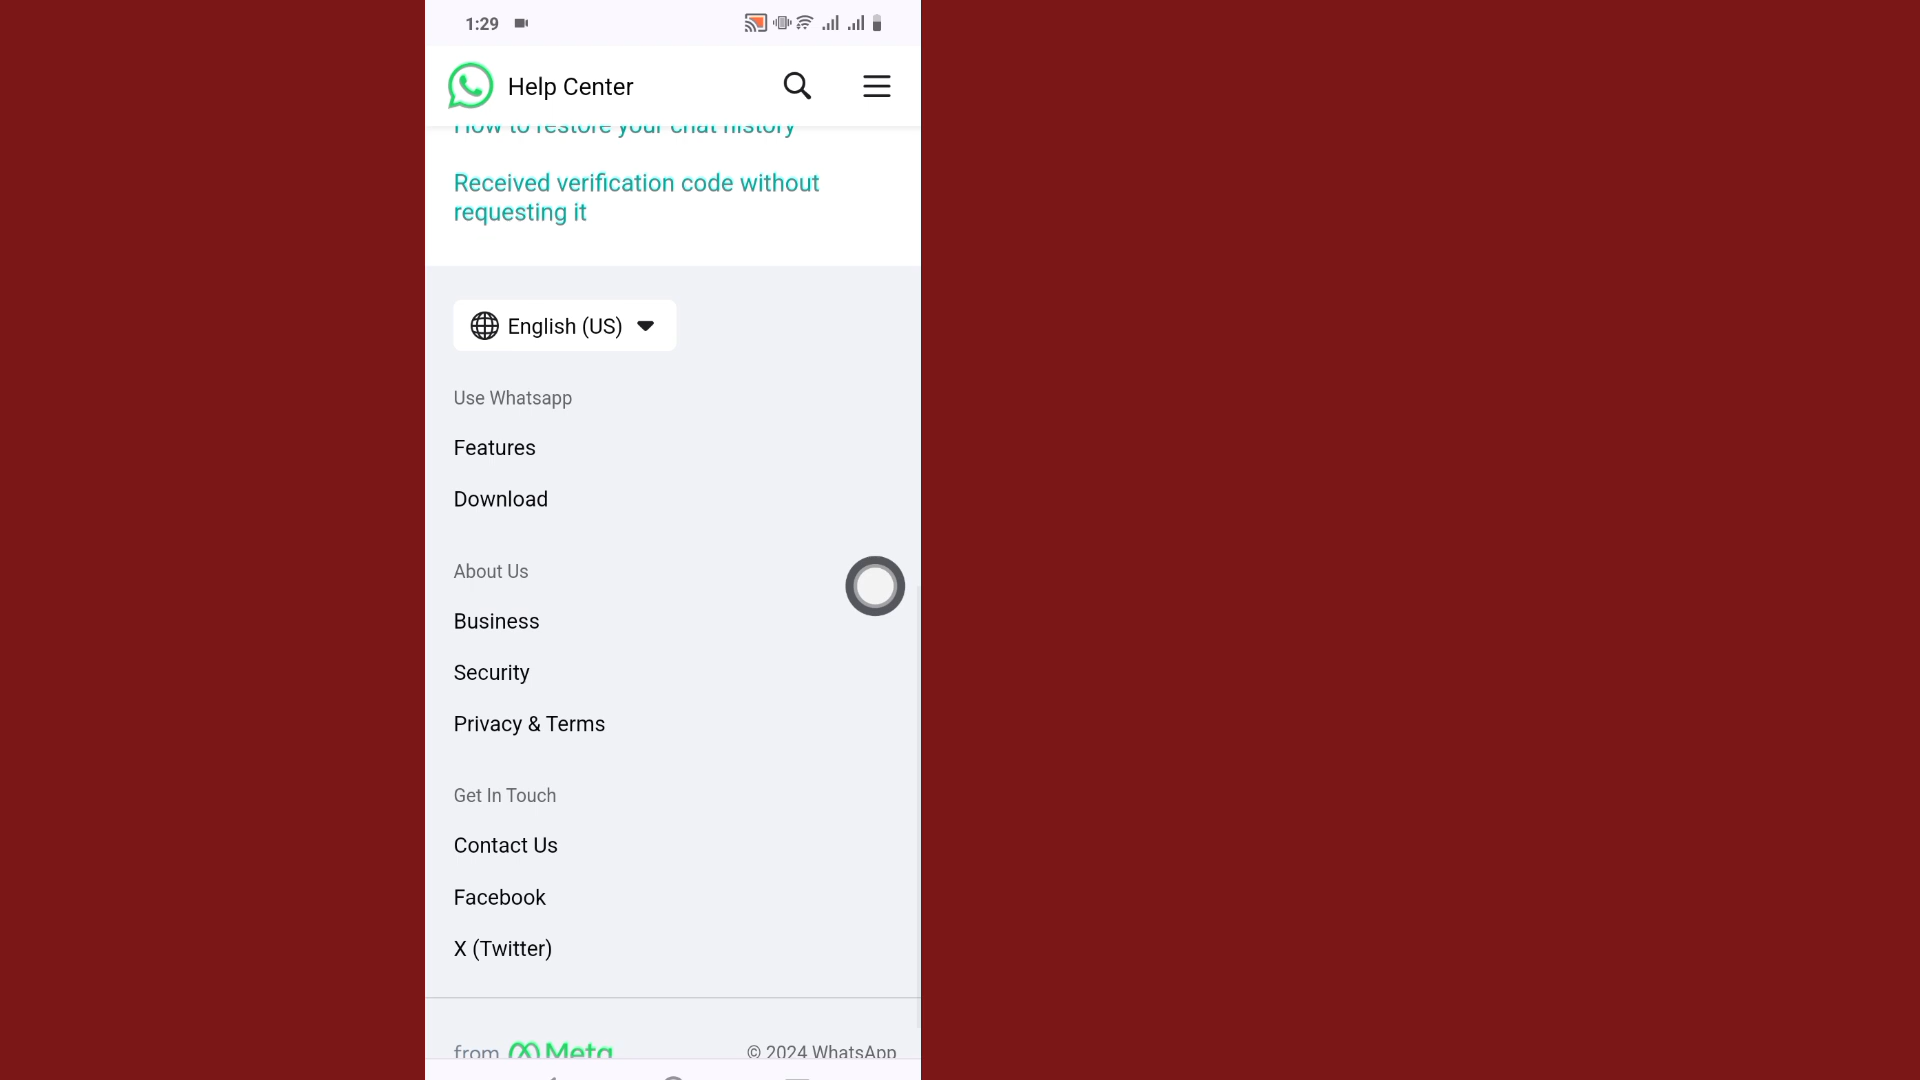 1:29
Help Center
How to restore your chat history
Received verification code without
requesting it
English (US)
Use Whatsapp
Features
Download
About Us
Business
Security
Privacy & Terms
Get In Touch
Contact Us
Facebook
X (Twitter)
from Meta
© 2024 WhatsApp